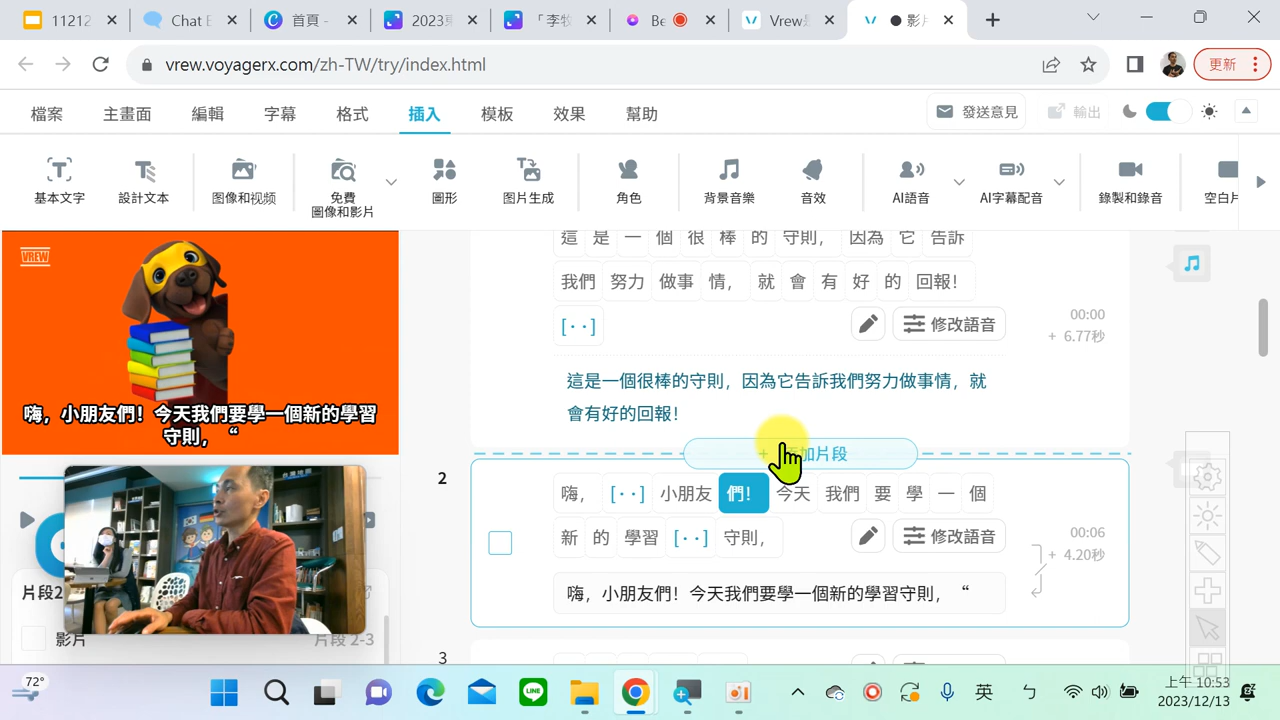 11212
Chat E
首頁 -
2023專
「李牧
Be
Vrew
影片
vrew.voyagerx.com/zh-TW/try/index.html
更新
檔案 主畫面 編輯 字幕 格式 插入 模板 效果 幫助
發送意見 輸出
基本文字 設計文本 图像和视频 免費 圖像和影片 圖形 图片生成 角色 背景音樂 音效 AI語音 AI字幕配音 錄製和錄音 空白片
VREW
嗨，小朋友們！今天我們要學一個新的學習
守則，“
這 是 一 個 很 棒 的 守則， 因為 它 告訴
我們 努力 做事 情， 就 會 有 好 的 回報！
[··] 修改語音
00:00
+ 6.77秒
這是一個很棒的守則，因為它告訴我們努力做事情，就
會有好的回報！
加片段
2
嗨， [··] 小朋友 們！ 今天 我們 要 學 一 個
新 的 學習 [··] 守則， 修改語音
00:06
+ 4.20秒
嗨，小朋友們！今天我們要學一個新的學習守則，“
3
片段2
影片 片段 2-3
72°
英 ㄅ
上午 10:53
2023/12/13